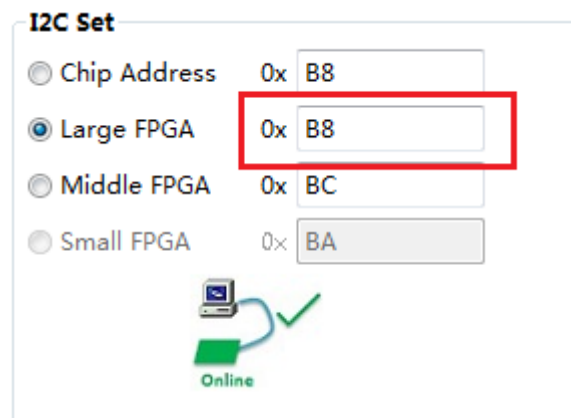 I2C Set
Chip Address 0x B8
Large FPGA 0x B8
Middle FPGA 0x BC
Small FPGA 0x BA
Online